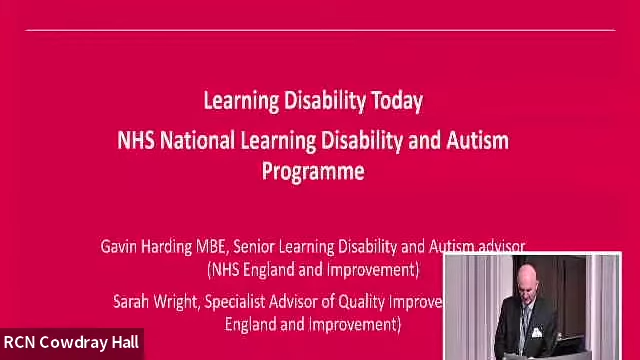 Learning Disability Today
NHS National Learning Disability and Autism
Programme
Gavin Harding MBE, Senior Learning Disability and Autism advisor
(NHS England and Improvement)
Sarah Wright, Specialist Advisor of Quality
England and Improvement)
RCN Cowdray Hall